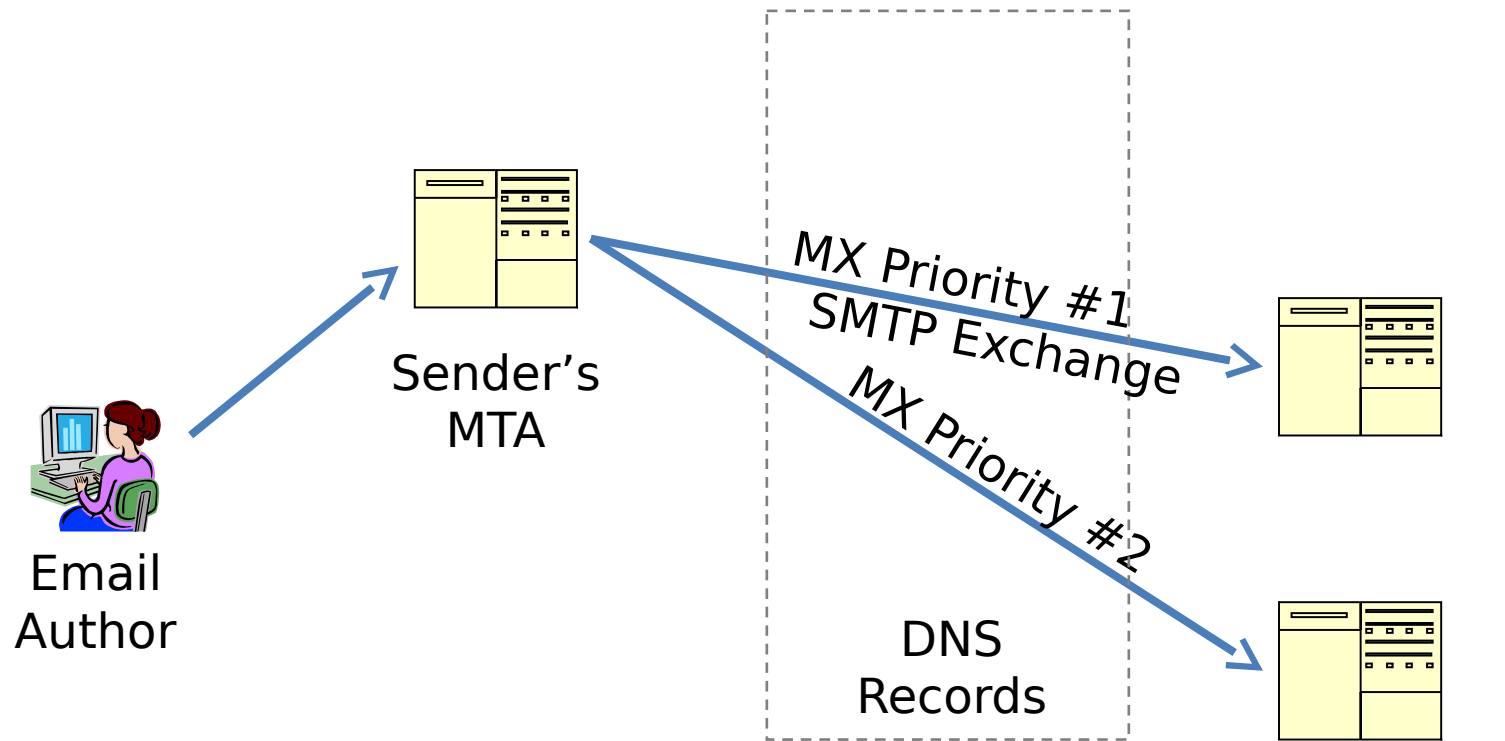 MX Priority #1
SMTP Exchange
Sender’s
MTA
MX Priority #2
Email
Author
DNS
Records